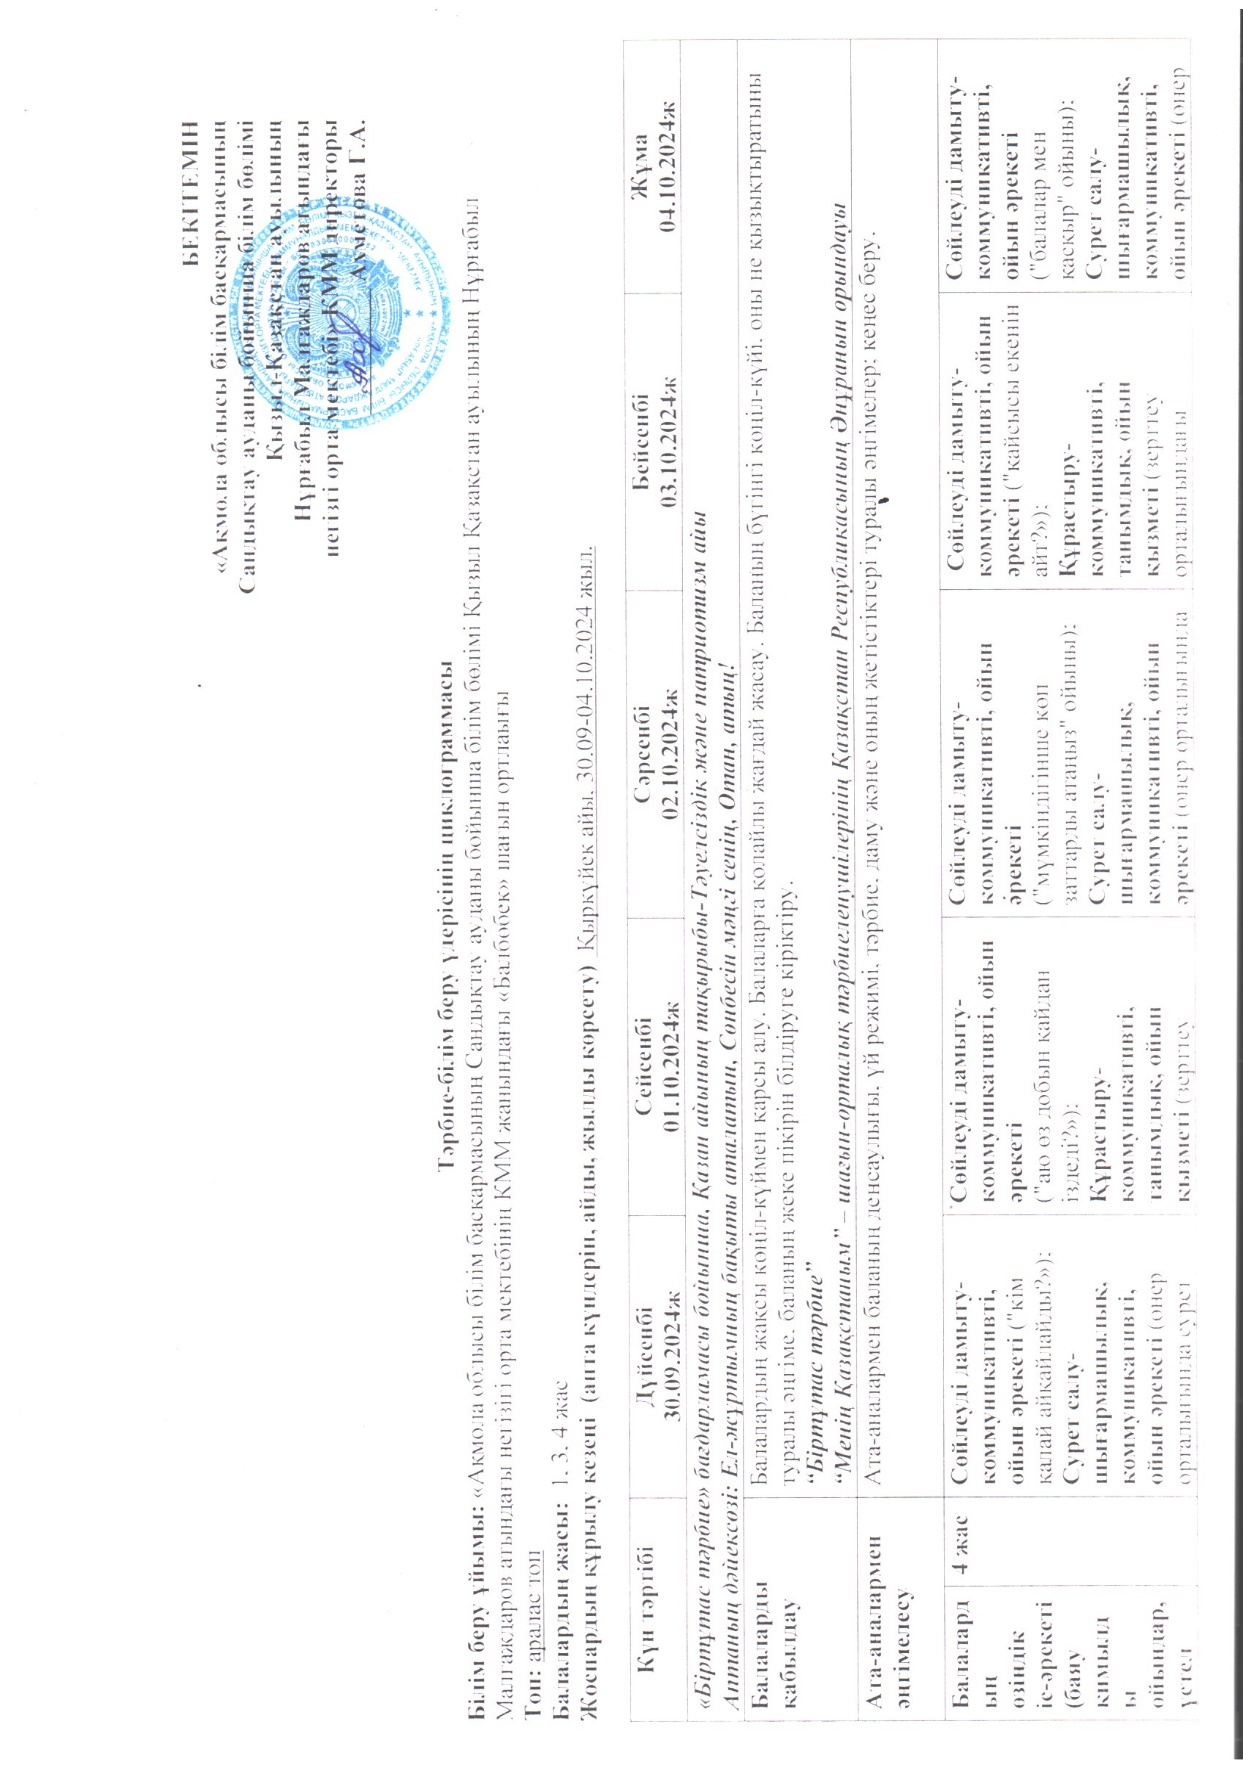 БЕКІТЕМІН
«Ақмола облысы білім басқармасының
Сандықтау ауданы бойынша білім бөлімі
Қызыл-Қазақстан ауылының
Нұрғабыл Малғаждаров атындағы
негізгі орта мектебі» КММ директоры
Ахметова Г.А.
Тәрбие-білім беру үдерісінің циклограммасы
Білім беру ұйымы: «Ақмола облысы білім басқармасының Сандықтау ауданы бойынша білім бөлімі Қызыл Қазақстан ауылының Нұрғабыл
Малғаждаров атындағы негізгі орта мектебінің КММ жанындағы «Балбөбек» шағын ортлаығы
Топ: аралас топ
Балалардың жасы: 1, 3, 4 жас
Жоспардың құрылу кезеңі (апта күндерін, айды, жылды көрсету) Қыркүйек айы, 30.09-04.10.2024 жыл.
Күн тәртібі
Дүйсенбі
30.09.2024ж
Сейсенбі
01.10.2024ж
Сәрсенбі
02.10.2024ж
Бейсенбі
03.10.2024ж
Жұма
04.10.2024ж
«Біртұтас тәрбие» бағдарламасы бойынша, Қазан айының тақырыбы-Тәуелсіздік және патриотизм айы
Аптаның дәйексөзі: Ел-жұртымның бақыты аталатын, Сөнбесін мәңгі сенің, Отан, атың!
Балаларды
қабылдау
Балалардың жақсы көңіл-күймен қарсы алу. Балаларға қолайлы жағдай жасау. Баланың бүгінгі көңіл-күйі, оны не қызықтыратыны
туралы әңгіме, баланың жеке пікірін білдіруге кіріктіру.
“Біртұтас тәрбие”
“Менің Қазақстаным” – шағын-орталық тәрбиеленушілерінің Қазақстан Республикасының Әнұранын орындауы
Ата-аналармен
әңгімелесу
Ата-аналармен баланың денсаулығы, үй режимі, тәрбие, даму және оның жетістіктері туралы әңгімелер; кеңес беру.
Балалард
ың
өзіндік
іс-әрекеті
(баяу
қимылд
ы
ойындар,
үстел
4 жас
Сөйлеуді дамыту-
коммуникативті,
ойын әрекеті ("кім
қалай айқайлайды?»);
Сурет салу-
шығармашылық,
коммуникативті,
ойын әрекеті (өнер
орталығында сурет
Сөйлеуді дамыту-
коммуникативті, ойын
әрекеті
("аю өз добын қайдан
іздеді?»);
Құрастыру-
коммуникативті,
танымдық, ойын
қызметі (зерттеу
Сөйлеуді дамыту-
коммуникативті, ойын
әрекеті
("мүмкіндігінше көп
заттарды атаңыз" ойыны);
Сурет салу-
шығармашылық,
коммуникативті, ойын
әрекеті (өнер орталығында
Сөйлеуді дамыту-
коммуникативті, ойын
әрекеті ("қайсысы екенін
айт?»);
Құрастыру-
коммуникативті,
танымдық, ойын
қызметі (зерттеу
орталығындағы
Сөйлеуді дамыту-
коммуникативті,
ойын әрекеті
("балалар мен
қасқыр" ойыны);
Сурет салу-
шығармашылық,
коммуникативті,
ойын әрекеті (өнер